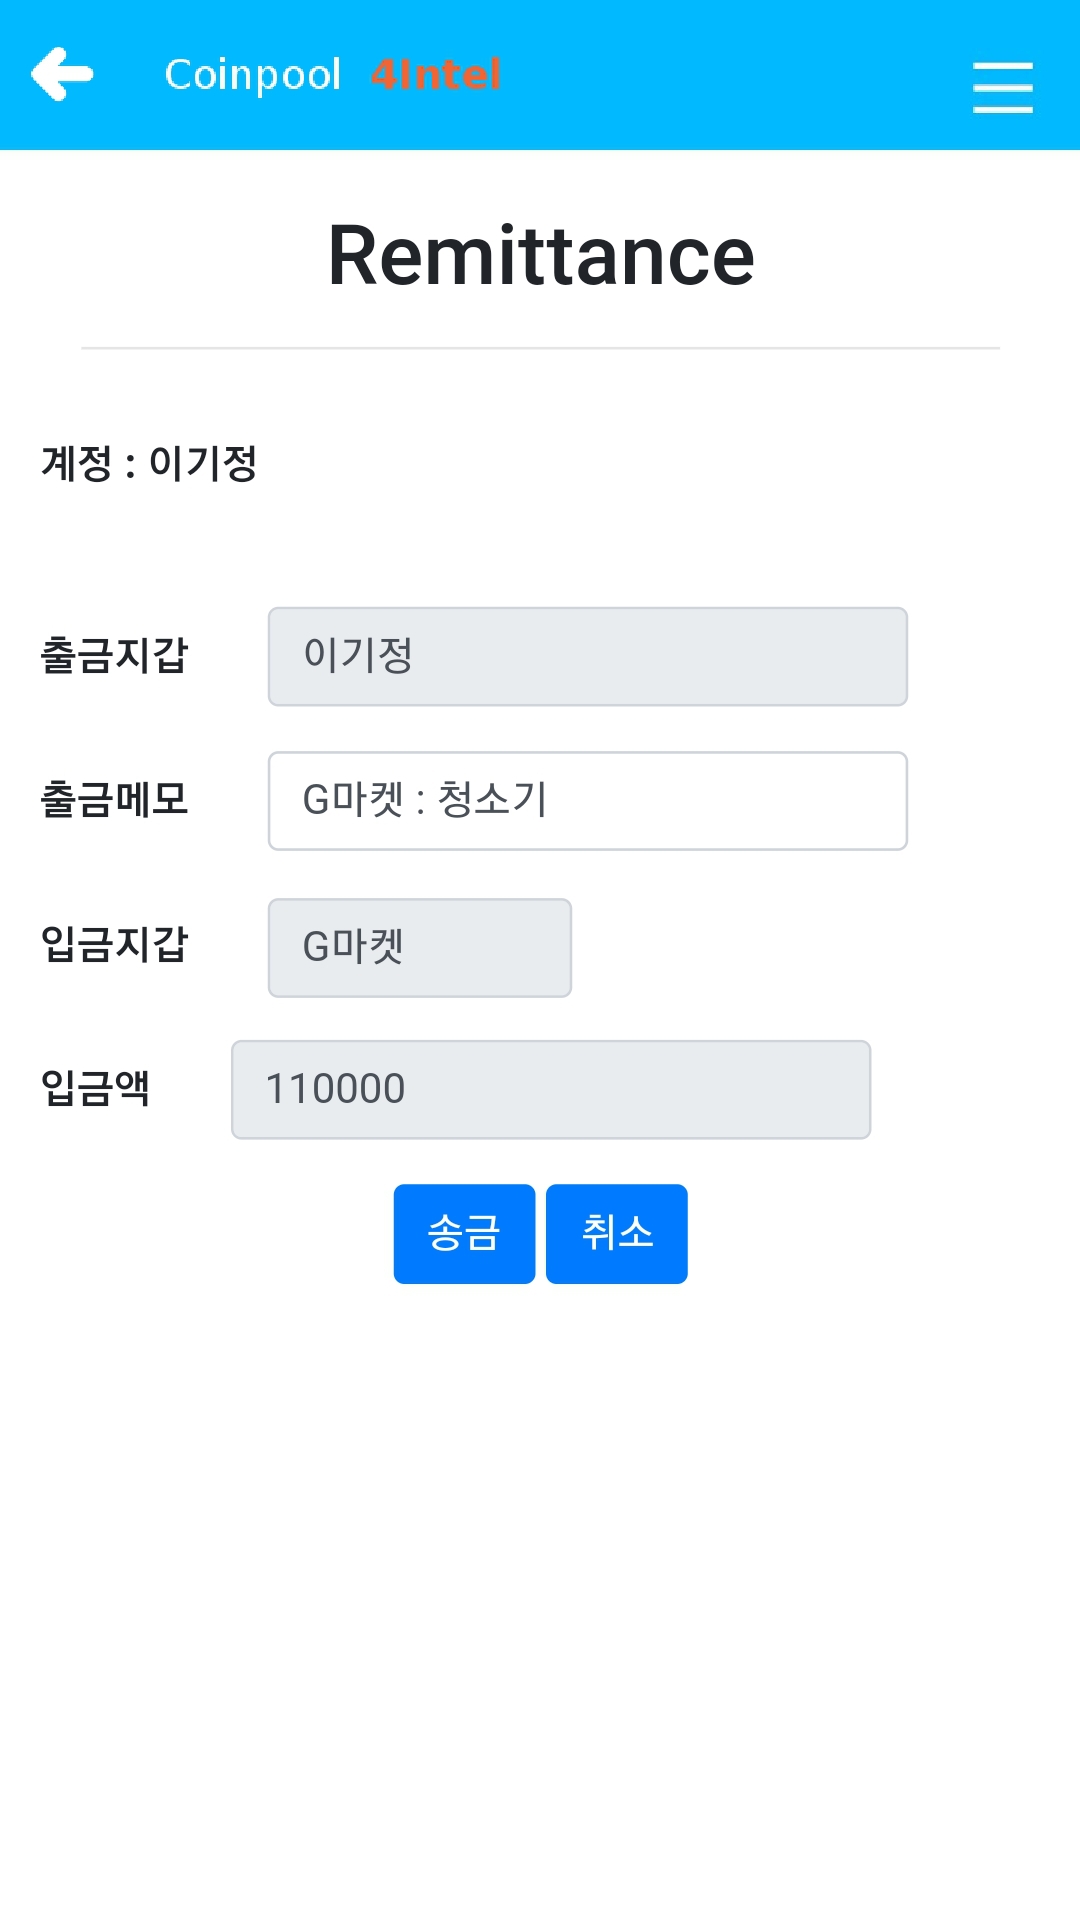 Coinpool 4Intel
Remittance
계정 : 이기정
출금지갑 이기정
출금메모 G마켓 : 청소기
입금지갑 G마켓
입금액 110000
송금 취소